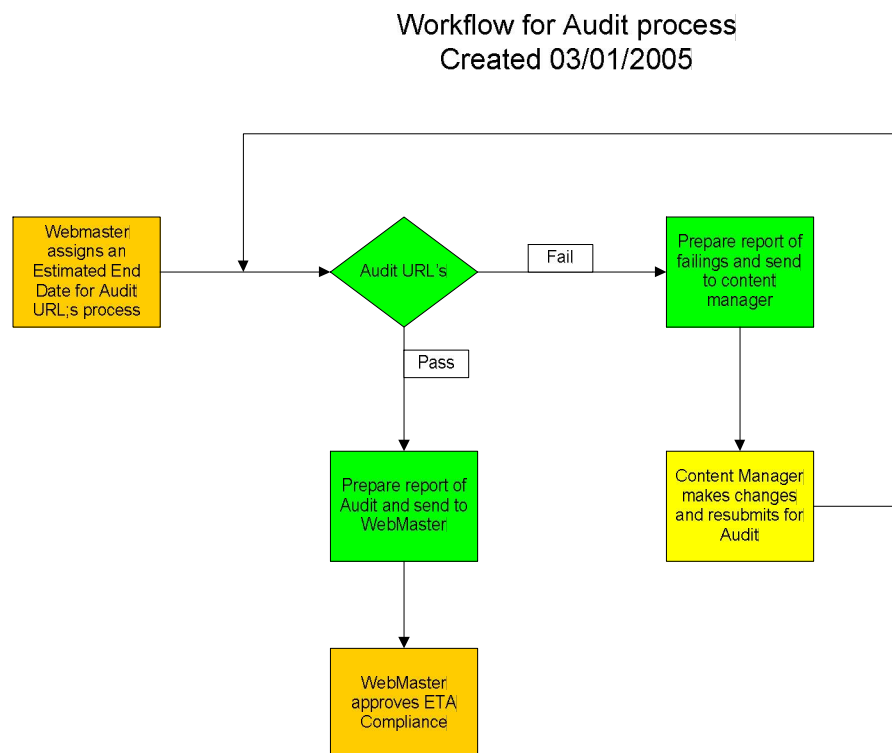 Workflow for Audit process
Created 03/01/2005
Webmaster
assigns an
Estimated End
Date for Audit
URL;s process
Audit URL's
Fail
Prepare report of
failings and send
to content
manager
Pass
Prepare report of
Audit and send to
WebMaster
Content Manager
makes changes
and resubmits for
Audit
WebMaster
approves ETA
Compliance